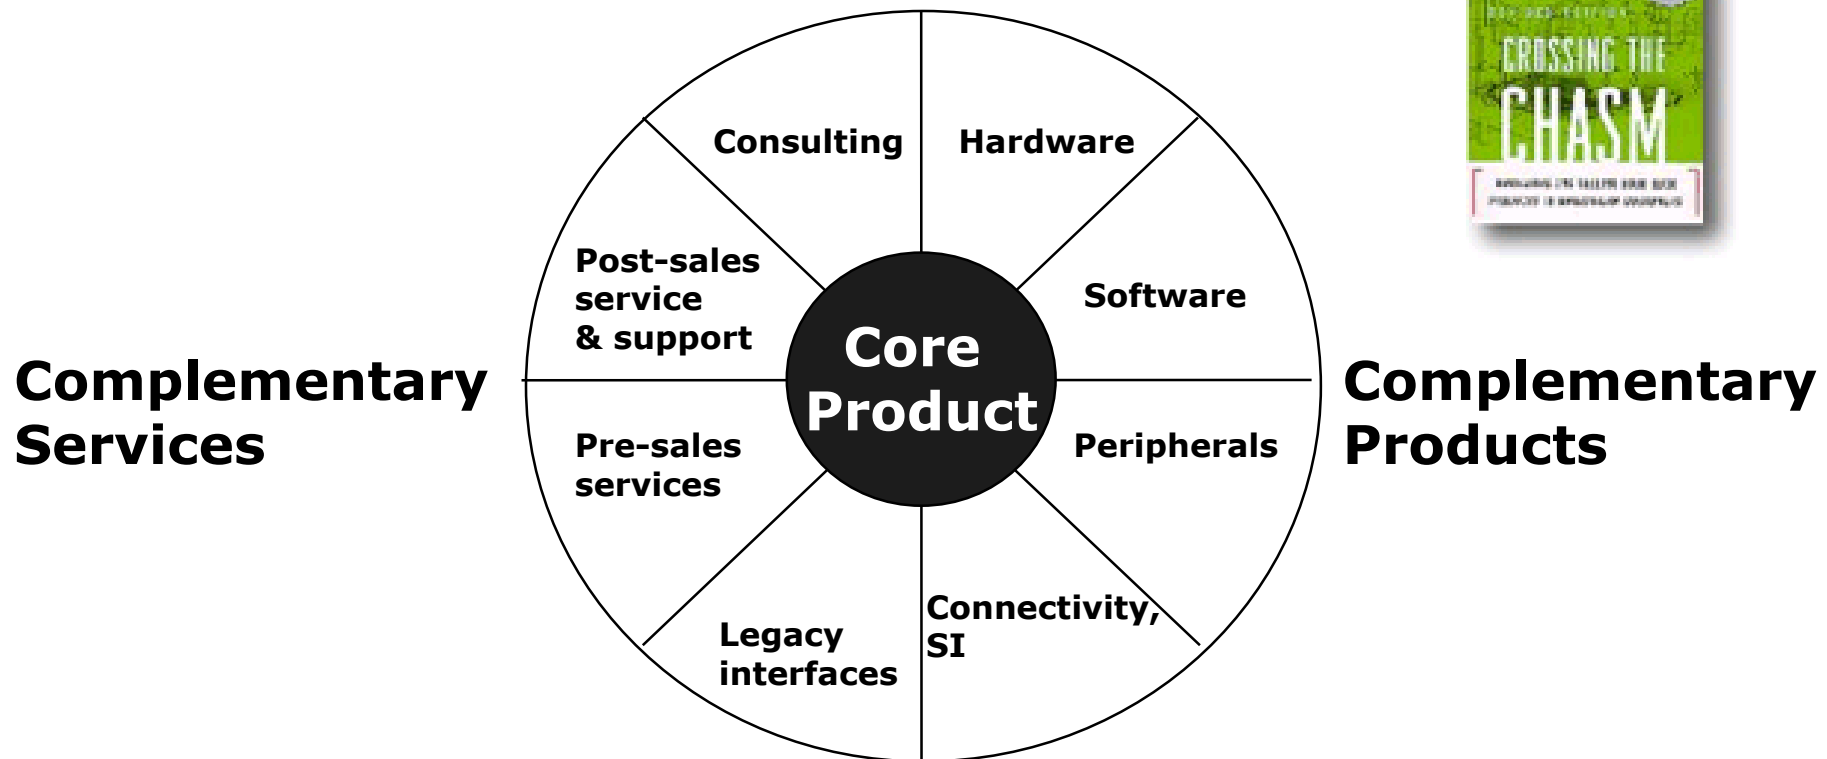 CROSSING THE
CHASM
Consulting
Hardware
Post-sales
service
& support
Software
Core
Product
Complementary
Services
Complementary
Products
Pre-sales
services
Peripherals
Legacy
interfaces
Connectivity,
SI